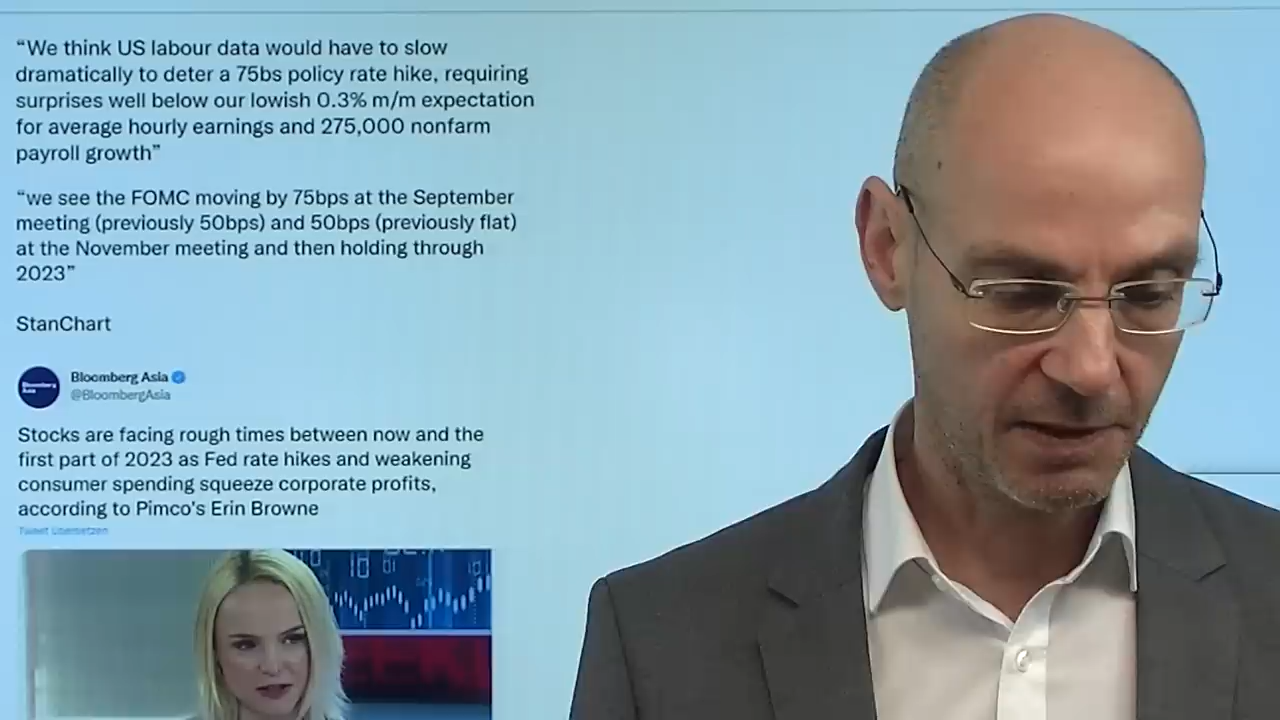 “We think US labour data would have to slow
dramatically to deter a 75bs policy rate hike, requiring
surprises well below our lowish 0.3% m/m expectation
for average hourly earnings and 275,000 nonfarm
payroll growth”
“we see the FOMC moving by 75bps at the September
meeting (previously 50bps) and 50bps (previously flat)
at the November meeting and then holding through
2023”
StanChart
Bloomberg Asia
@BloombergAsia
Stocks are facing rough times between now and the
first part of 2023 as Fed rate hikes and weakening
consumer spending squeeze corporate profits,
according to Pimco's Erin Browne
Tweet übersetzen